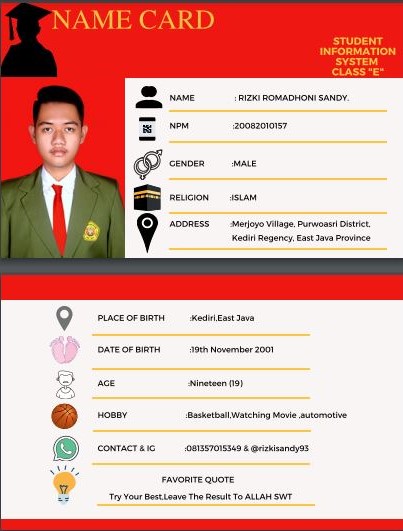 NAME CARD
STUDENT
INFORMATION
SYSTEM
CLASS "E"
NAME : RIZKI ROMADHONI SANDY.
NPM :20082010157
GENDER :MALE
RELIGION :ISLAM
ADDRESS :Merjoyo Village, Purwoasri District,
Kediri Regency, East Java Province
PLACE OF BIRTH :Kediri,East Java
DATE OF BIRTH :19th November 2001
AGE :Nineteen (19)
HOBBY :Basketball,Watching Movie ,automotive
CONTACT & IG :081357015349 & @rizkisandy93
FAVORITE QUOTE
Try Your Best,Leave The Result To ALLAH SWT